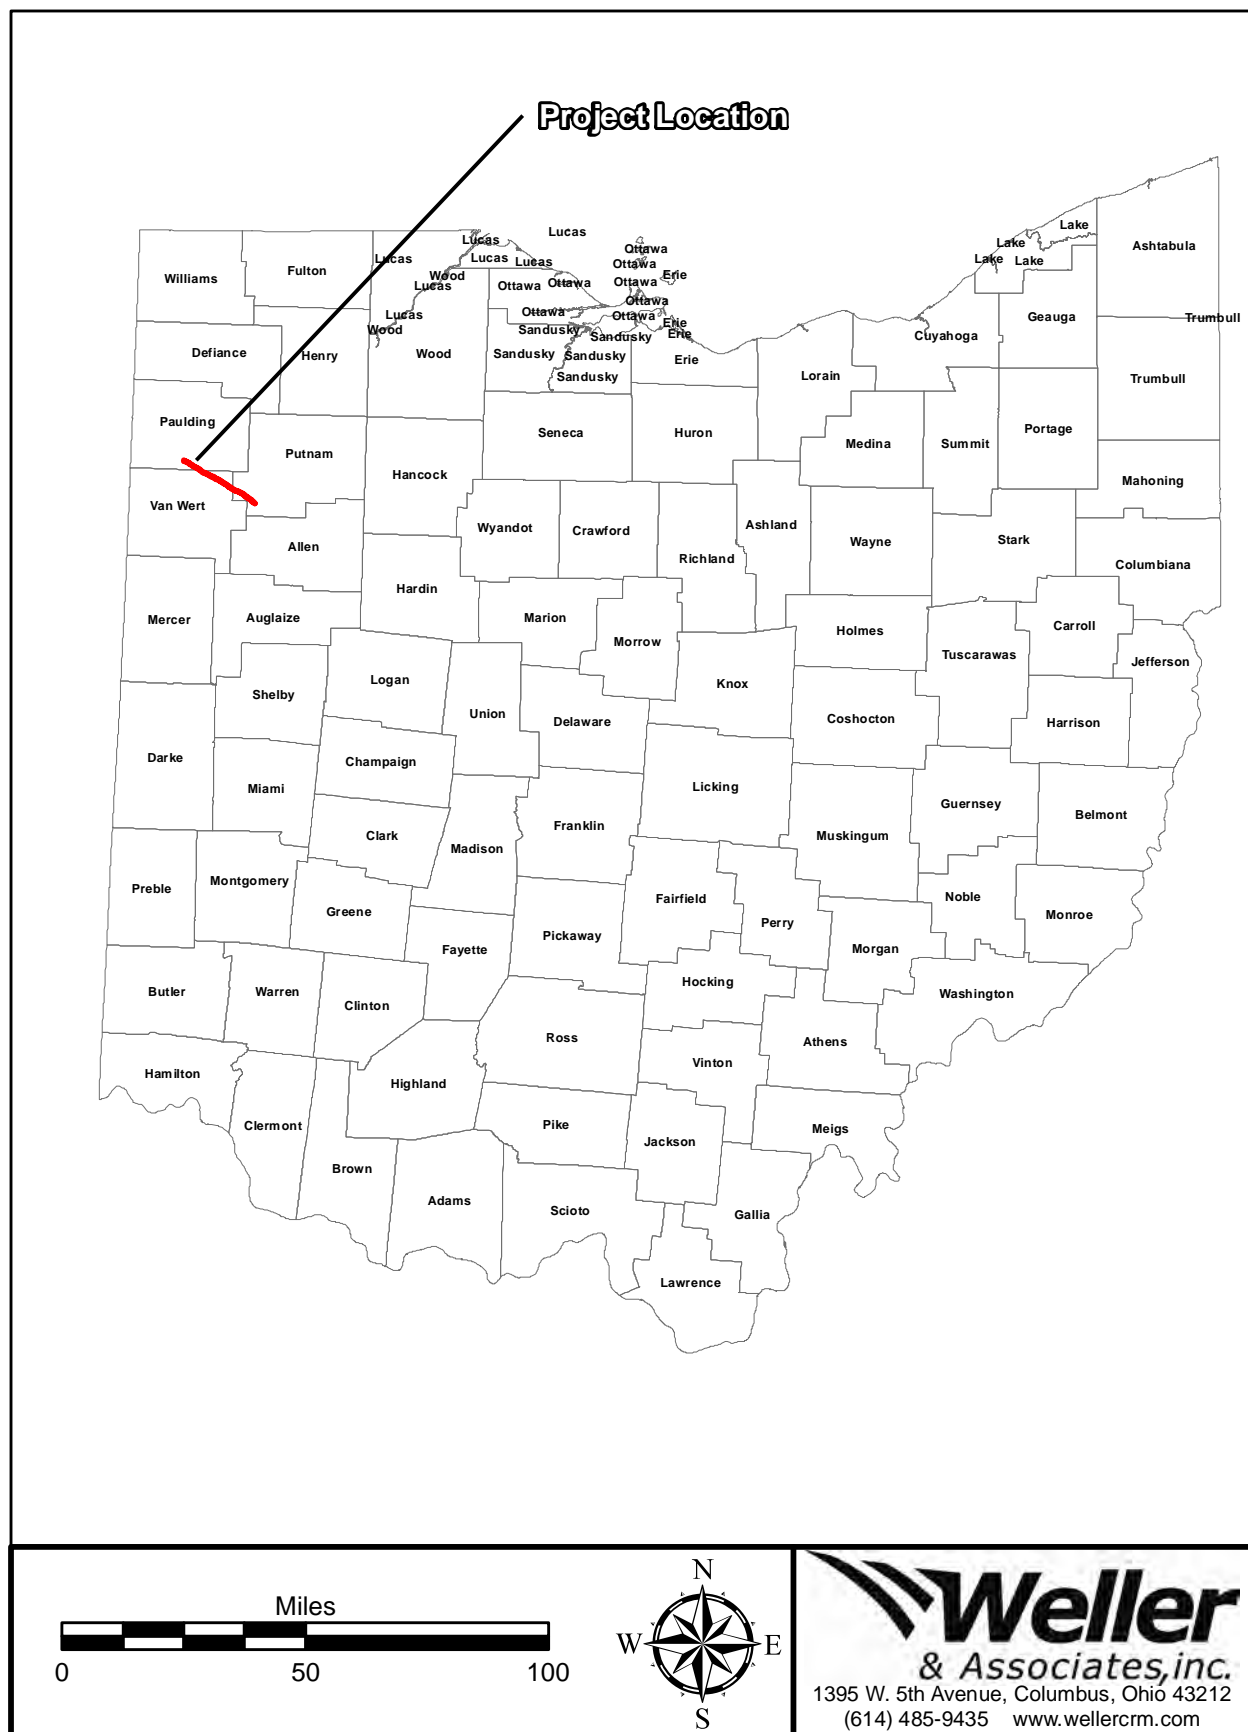 Project Location
Lucas
Lucas
Ottawa
Lake
Lake
Ashtabula
Williams
Fulton
Lucas
Lucas
Lucas
Ottawa
Lake
Lake
Wood
Lucas
Ottawa
Ottawa
Ottawa
Erie
Lucas
Wood
Ottawa
Sandusky
Ottawa
Ottawa
Erie
Erie
Sandusky
Geauga
Trumbull
Defiance
Henry
Wood
Sandusky
Sandusky
Sandusky
Erie
Lorain
Cuyahoga
Trumbull
Paulding
Putnam
Seneca
Huron
Medina
Summit
Portage
Hancock
Mahoning
Van Wert
Allen
Wyandot
Crawford
Richland
Ashland
Wayne
Stark
Columbiana
Hardin
Mercer
Auglaize
Marion
Morrow
Holmes
Tuscarawas
Carroll
Jefferson
Logan
Knox
Shelby
Union
Delaware
Coshocton
Harrison
Darke
Champaign
Miami
Licking
Guernsey
Belmont
Clark
Madison
Franklin
Muskingum
Preble
Montgomery
Greene
Fairfield
Perry
Noble
Monroe
Fayette
Pickaway
Morgan
Butler
Warren
Clinton
Hocking
Washington
Ross
Athens
Vinton
Hamilton
Highland
Clermont
Pike
Jackson
Meigs
Brown
Adams
Scioto
Gallia
Lawrence
Miles
0 50 100
N
W E
S
Weller
& Associates, inc.
1395 W. 5th Avenue, Columbus, Ohio 43212
(614) 485-9435 www.wellercrm.com